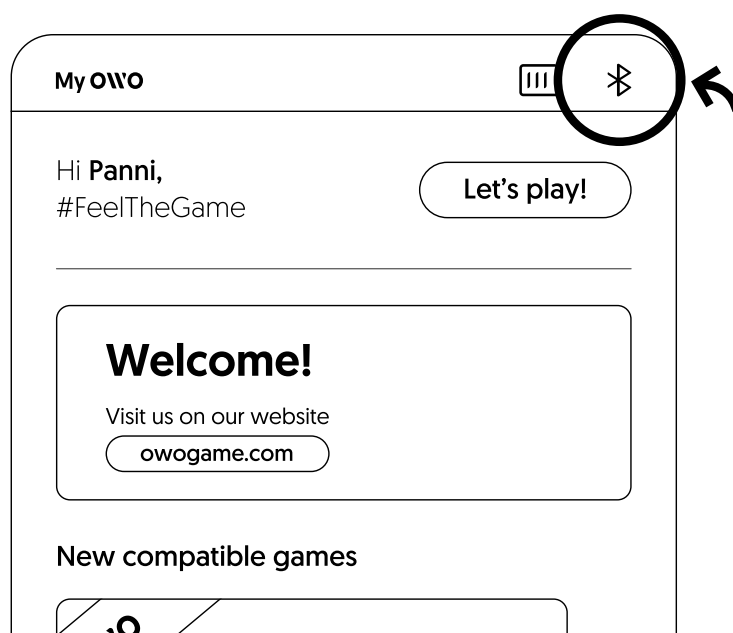 My OWO
Hi Panni,
#FeelTheGame
Let’s play!
Welcome!
Visit us on our website
owogame.com
New compatible games